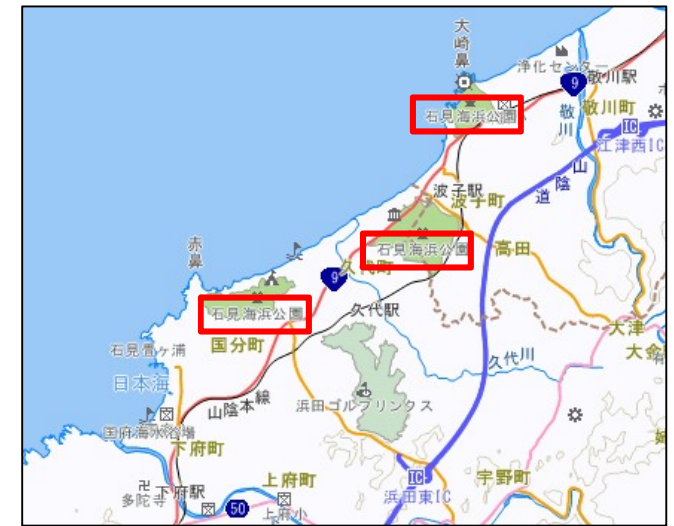 大崎鼻
浄化センター
9
敬川駅
石見海浜公園
敬川
敬川町
IC
江津西IC
山陰道
波子駅
波子町
石見海浜公園
高田
赤鼻
9
久代町
石見海浜公園
久代駅
大津
大金
国分町
石見畳ヶ浦
久代川
日本海
山陰本線
浜田ゴルフリンクス
国府海水浴場
下府町
上府町
IC
宇野町
浜田東IC
卍
下府駅
多陀寺
50
上府小